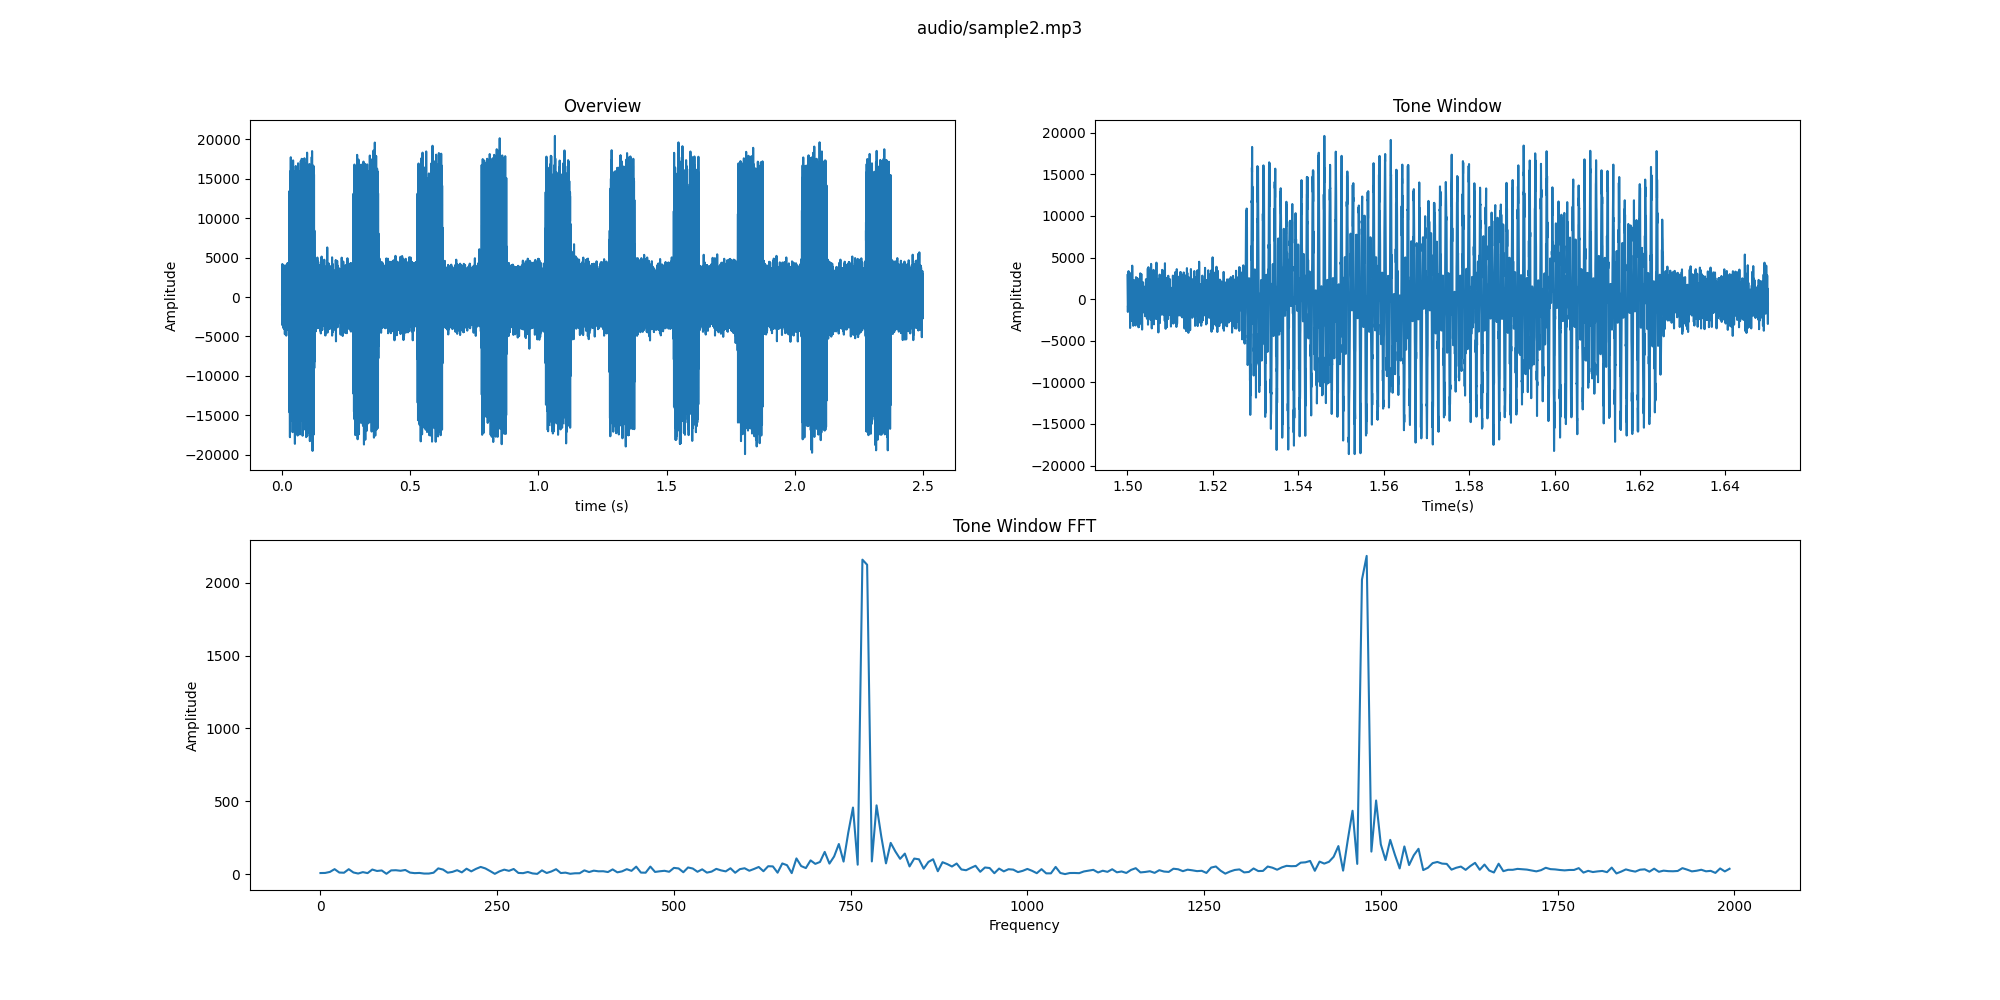 audio/sample2.mp3
Overview
20000
15000
10000
5000
0
−5000
−10000
−15000
−20000
Amplitude
0.0 0.5 1.0 1.5 2.0 2.5
time (s)
Tone Window
20000
15000
10000
5000
0
−5000
−10000
−15000
−20000
Amplitude
1.50 1.52 1.54 1.56 1.58 1.60 1.62 1.64
Time(s)
Tone Window FFT
2000
1500
1000
500
0
Amplitude
0 250 500 750 1000 1250 1500 1750 2000
Frequency